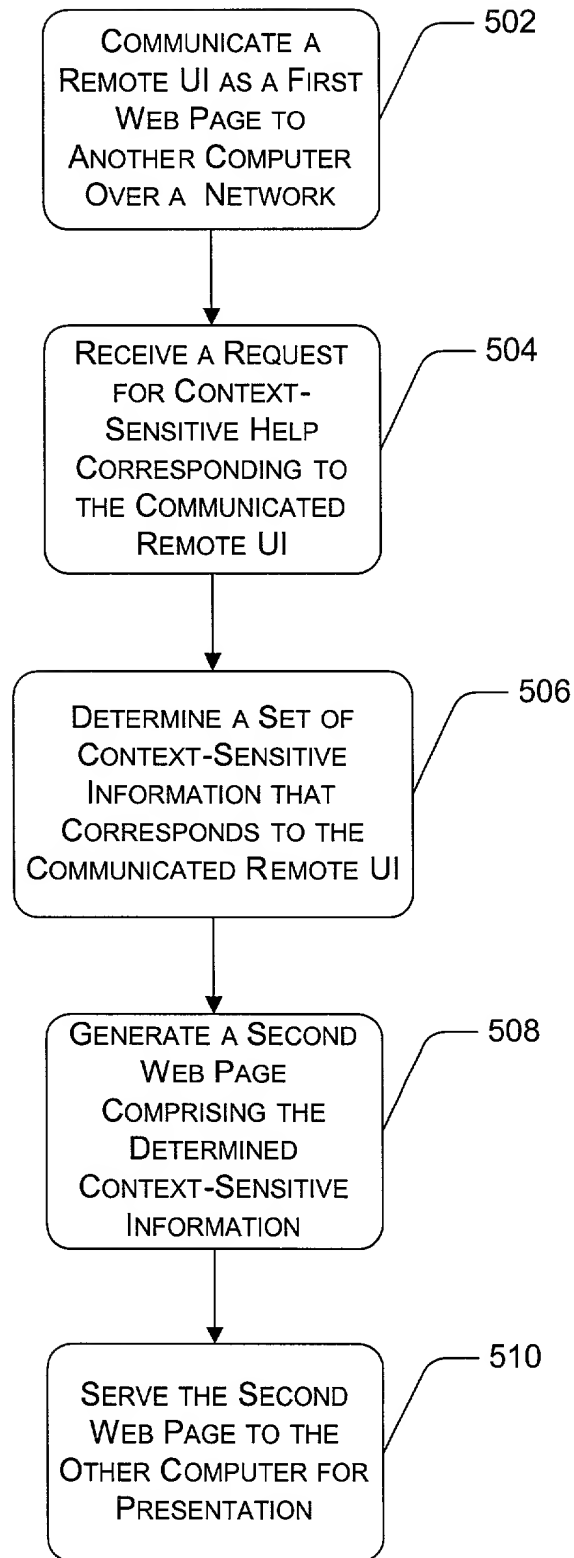 COMMUNICATE A
REMOTE UI AS A FIRST
WEB PAGE TO
ANOTHER COMPUTER
OVER A NETWORK
502
RECEIVE A REQUEST
FOR CONTEXT-
SENSITIVE HELP
CORRESPONDING TO
THE COMMUNICATED
REMOTE UI
504
DETERMINE A SET OF
CONTEXT-SENSITIVE
INFORMATION THAT
CORRESPONDS TO THE
COMMUNICATED REMOTE UI
506
GENERATE A SECOND
WEB PAGE
COMPRISING THE
DETERMINED
CONTEXT-SENSITIVE
INFORMATION
508
SERVE THE SECOND
WEB PAGE TO THE
OTHER COMPUTER FOR
PRESENTATION
510